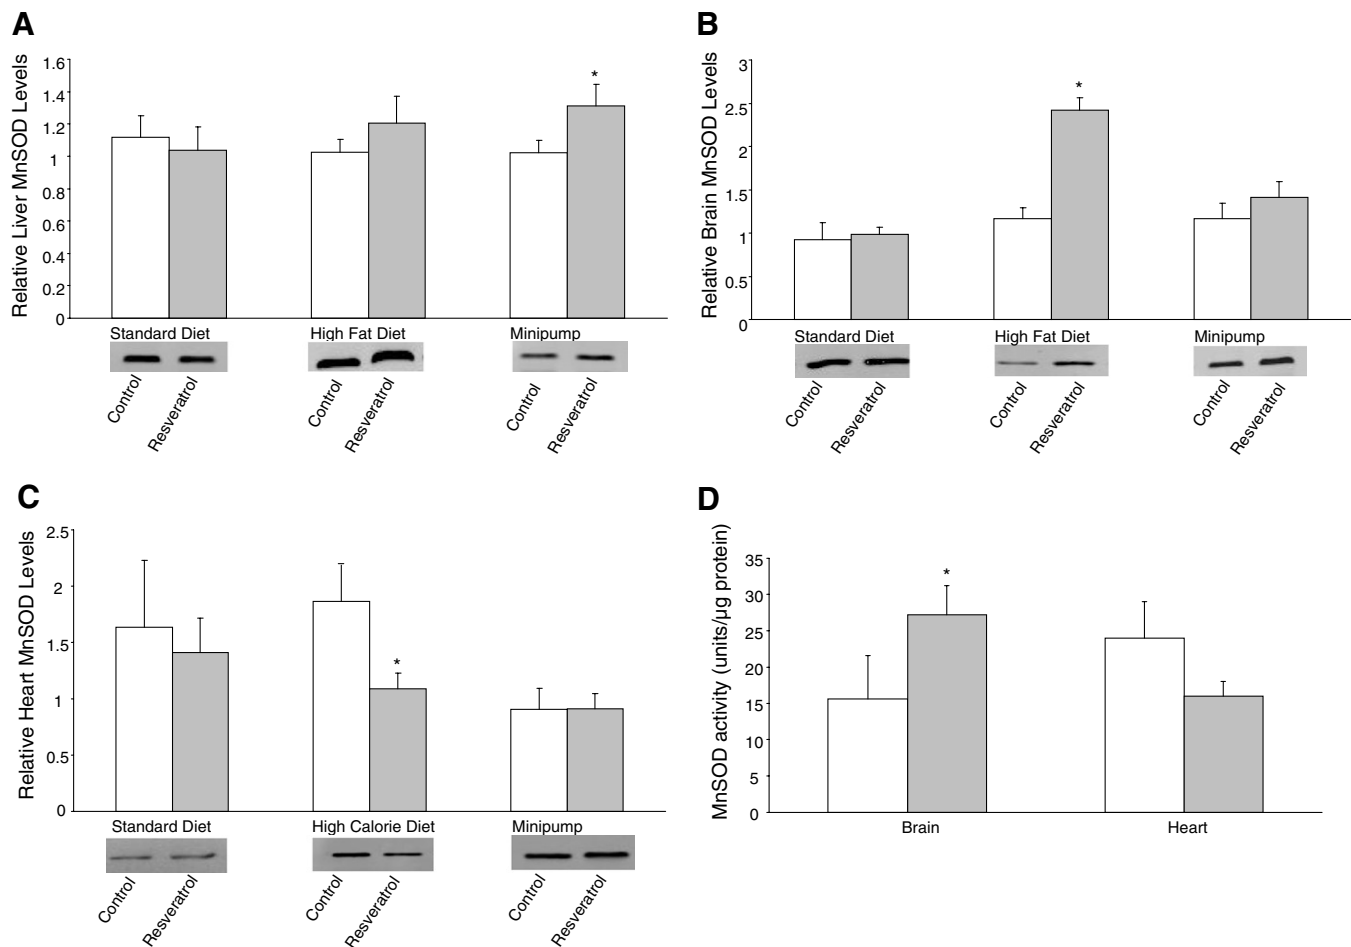 A
Relative Liver MnSOD Levels
1.6
1.4
1.2
1
0.8
0.6
0.4
0.2
0
*
Standard Diet
High Fat Diet
Minipump
Control
Resveratrol
Control
Resveratrol
Control
Resveratrol
B
Relative Brain MnSOD Levels
3
2.5
2
1.5
1
0.5
0
*
Standard Diet
High Fat Diet
Minipump
Control
Resveratrol
Control
Resveratrol
Control
Resveratrol
C
Relative Heart MnSOD Levels
2.5
2
1.5
1
0.5
0
*
Standard Diet
High Calorie Diet
Minipump
Control
Resveratrol
Control
Resveratrol
Control
Resveratrol
D
MnSOD activity (units/µg protein)
35
30
25
20
15
10
5
0
*
Brain
Heart